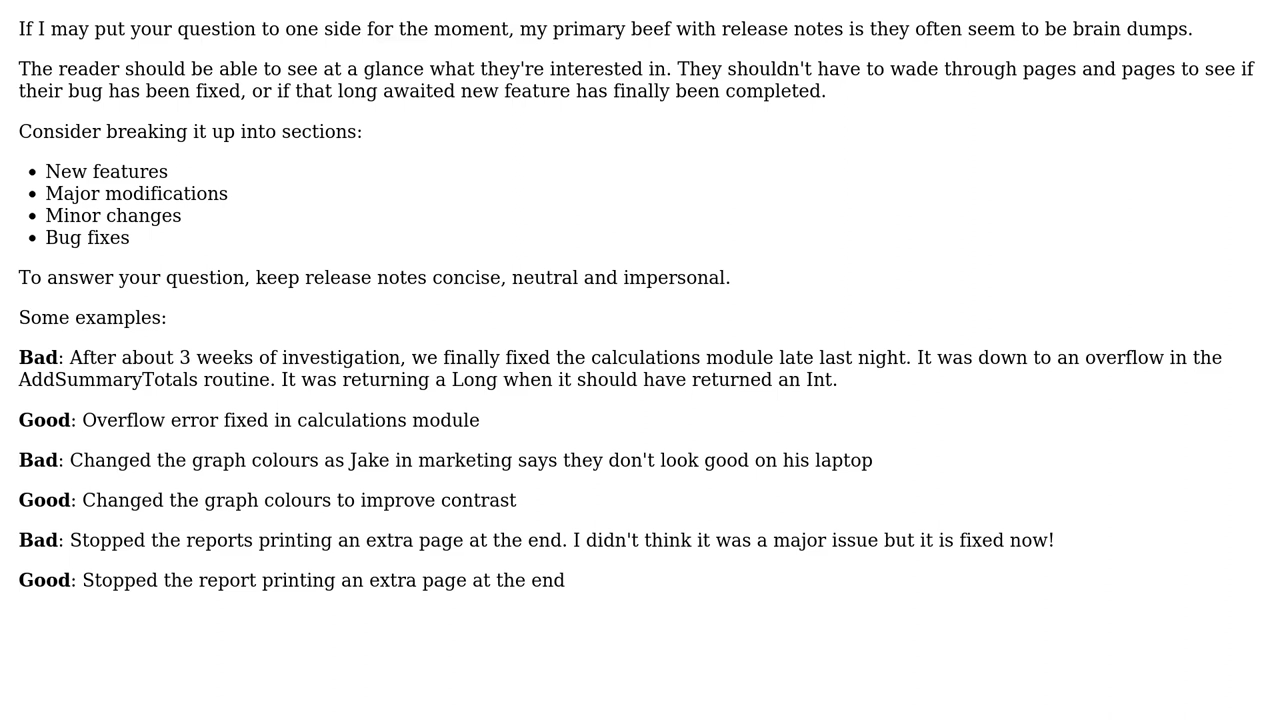 If I may put your question to one side for the moment, my primary beef with release notes is they often seem to be brain dumps.
The reader should be able to see at a glance what they're interested in. They shouldn't have to wade through pages and pages to see if
their bug has been fixed, or if that long awaited new feature has finally been completed.
Consider breaking it up into sections:
• New features
• Major modifications
• Minor changes
• Bug fixes
To answer your question, keep release notes concise, neutral and impersonal.
Some examples:
Bad: After about 3 weeks of investigation, we finally fixed the calculations module late last night. It was down to an overflow in the
AddSummaryTotals routine. It was returning a Long when it should have returned an Int.
Good: Overflow error fixed in calculations module
Bad: Changed the graph colours as Jake in marketing says they don't look good on his laptop
Good: Changed the graph colours to improve contrast
Bad: Stopped the reports printing an extra page at the end. I didn't think it was a major issue but it is fixed now!
Good: Stopped the report printing an extra page at the end